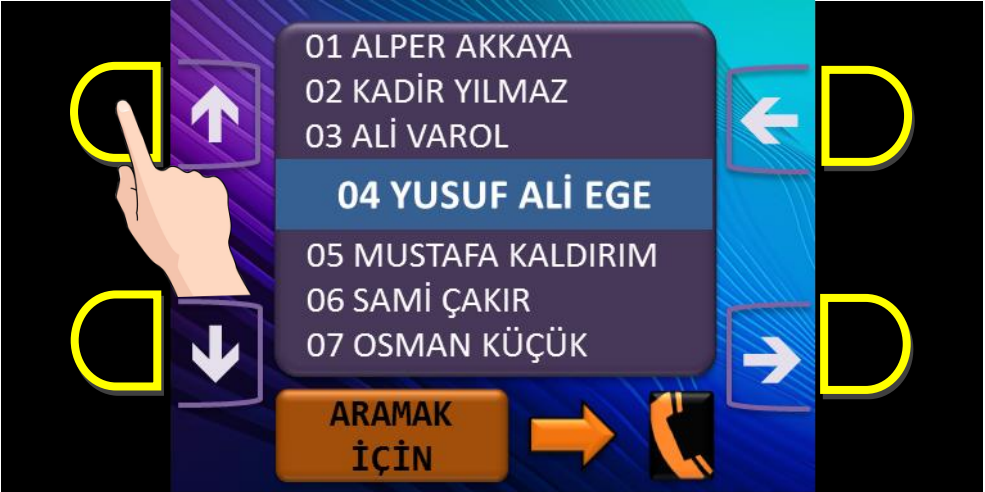 01 ALPER AKKAYA
02 KADİR YILMAZ
03 ALİ VAROL
04 YUSUF ALİ EGE
05 MUSTAFA KALDIRIM
06 SAMİ ÇAKIR
07 OSMAN KÜÇÜK
ARAMAK
İÇİN